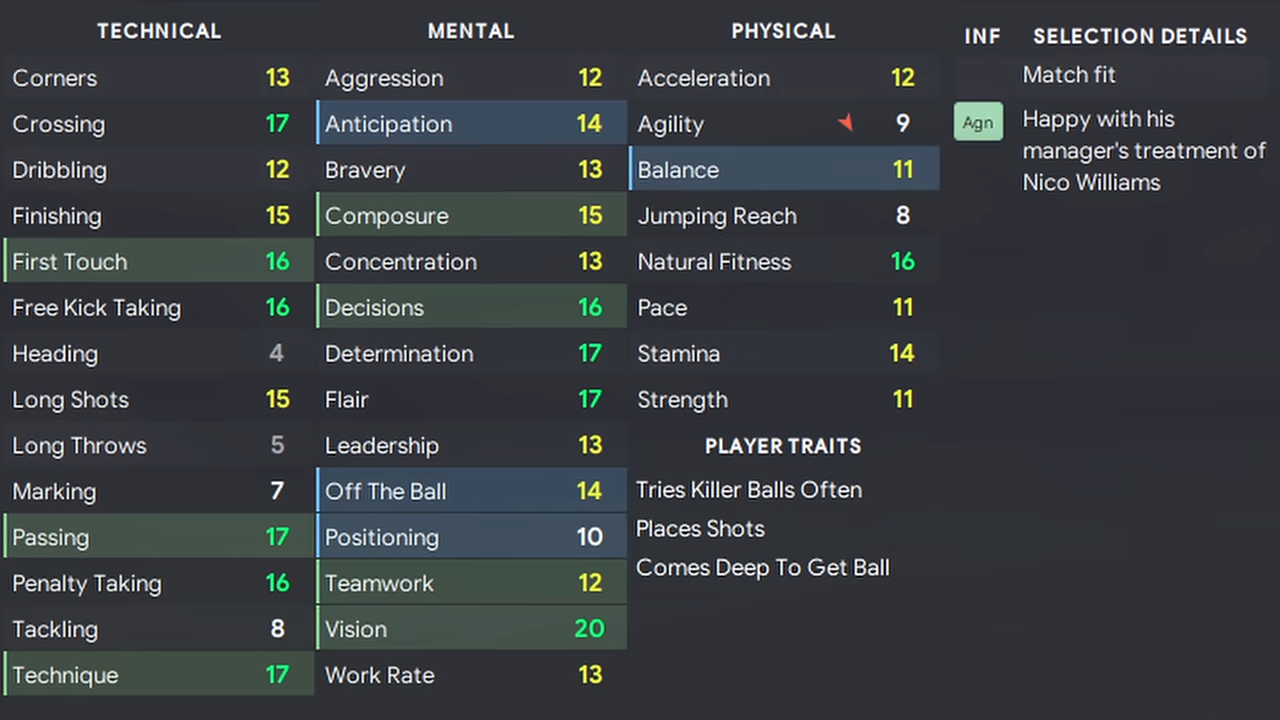 TECHNICAL
Corners 13
Crossing 17
Dribbling 12
Finishing 15
First Touch 16
Free Kick Taking 16
Heading 4
Long Shots 15
Long Throws 5
Marking 7
Passing 17
Penalty Taking 16
Tackling 8
Technique 17
MENTAL
Aggression 12
Anticipation 14
Bravery 13
Composure 15
Concentration 13
Decisions 16
Determination 17
Flair 17
Leadership 13
Off The Ball 14
Positioning 10
Teamwork 12
Vision 20
Work Rate 13
PHYSICAL
Acceleration 12
Agility 9
Balance 11
Jumping Reach 8
Natural Fitness 16
Pace 11
Stamina 14
Strength 11
PLAYER TRAITS
Tries Killer Balls Often
Places Shots
Comes Deep To Get Ball
INF SELECTION DETAILS
Match fit
Agn Happy with his
manager's treatment of
Nico Williams